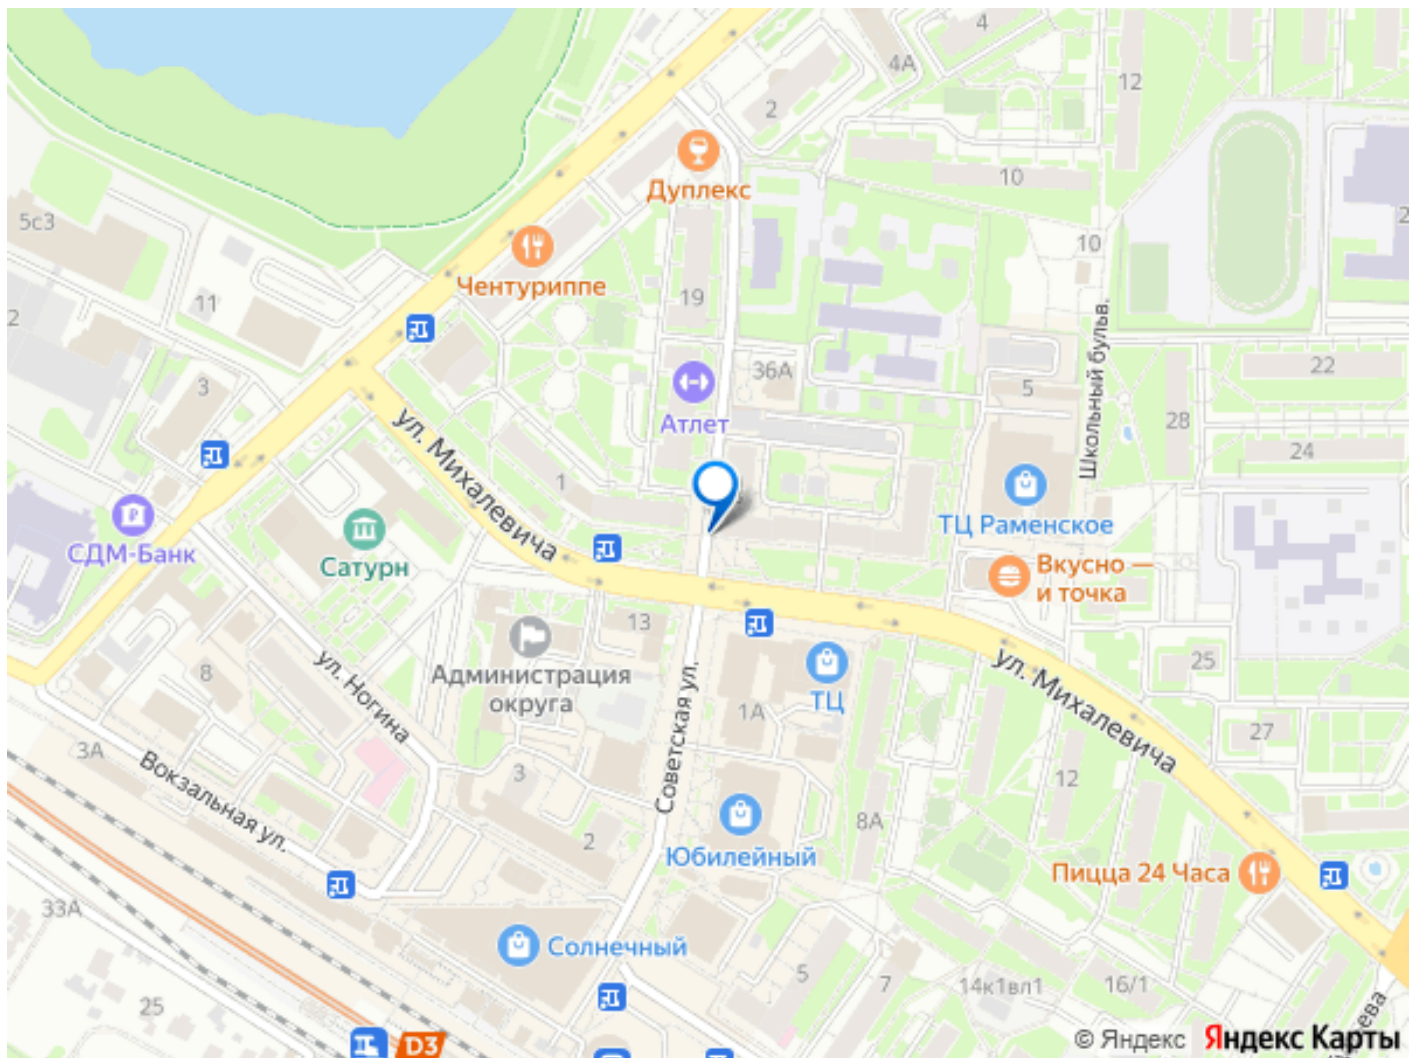 4
4А
12
2
Дуплекс
10
5с3
10
Чентуриппе
11
19
2
Школьный бульв.
3
36А
5
22
28
Атлет
24
ул. Михалевича
1
ТЦ Раменское
СДМ-Банк
Сатурн
Вкусно —
и точка
13
Администрация
округа
ул. Ногина
8
ТЦ
1А
25
ул. Михалевича
27
Советская ул.
3А
Вокзальная ул.
3
12
2
8А
Юбилейный
Пицца 24 Часа
33А
Солнечный
5
7
14к1вл1
16/1
25
D3
© Яндекс Яндекс Карты